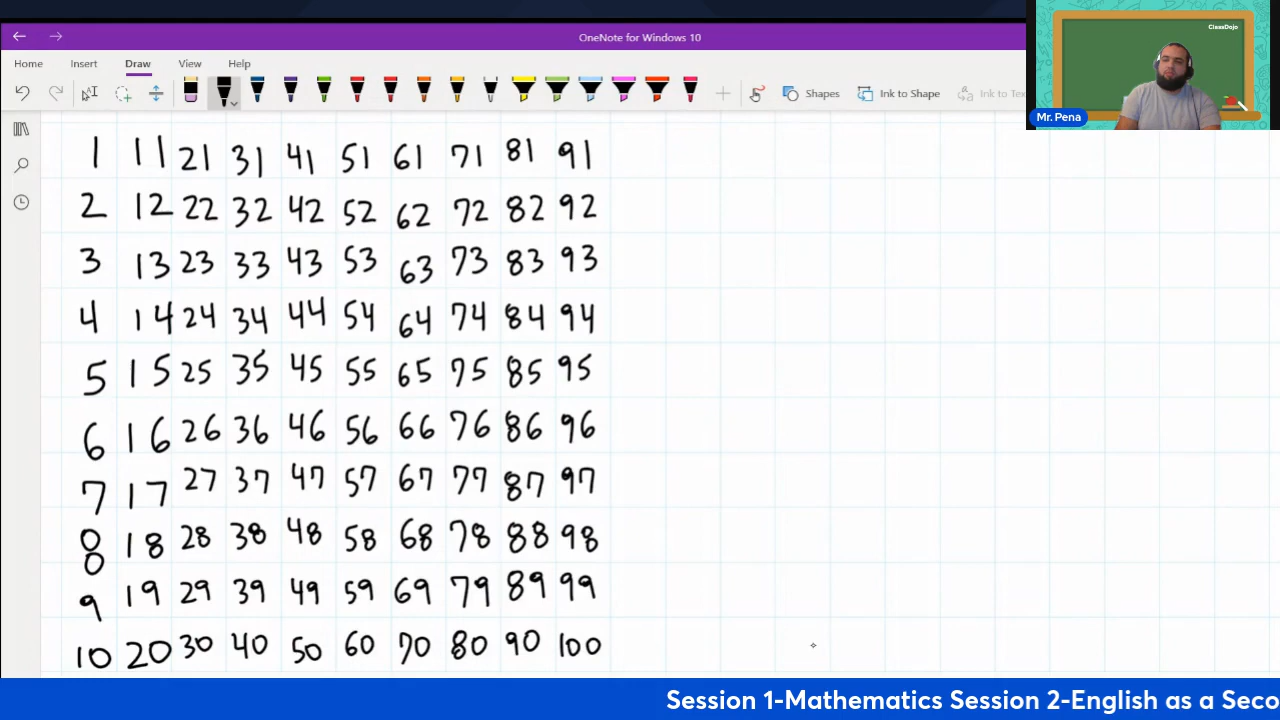 OneNote for Windows 10
ClassDojo
Home Insert Draw View Help
Shapes Ink to Shape Ink to Tex
Mr. Pena
1 11 21 31 41 51 61 71 81 91
2 12 22 32 42 52 62 72 82 92
3 13 23 33 43 53 63 73 83 93
4 14 24 34 44 54 64 74 84 94
5 15 25 35 45 55 65 75 85 95
6 16 26 36 46 56 66 76 86 96
7 17 27 37 47 57 67 77 87 97
8 18 28 38 48 58 68 78 88 98
9 19 29 39 49 59 69 79 89 99
10 20 30 40 50 60 70 80 90 100
Session 1-Mathematics Session 2-English as a Seco